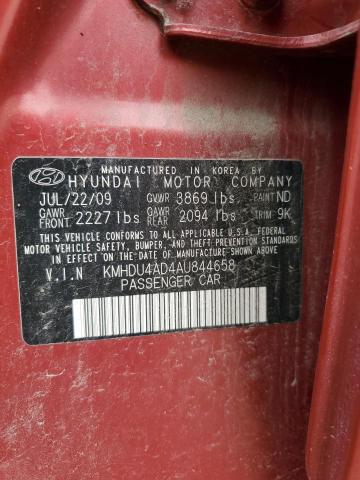 MANUFACTURED IN KOREA BY
HYUNDAI MOTOR COMPANY
JUL/22/09 GVWR 3869 lbs. PAINT ND
GAWR FRONT 2227 lbs GAWR REAR 2094 lbs TRIM 9K
THIS VEHICLE CONFORMS TO ALL APPLICABLE U.S.A. FEDERAL
MOTOR VEHICLE SAFETY, BUMPER, AND THEFT PREVENTION
STANDARDS IN EFFECT ON THE DATE OF MANUFACTURE SHOWN ABOVE.
V.I.N KMHDU4AD4AU844658
PASSENGER CAR